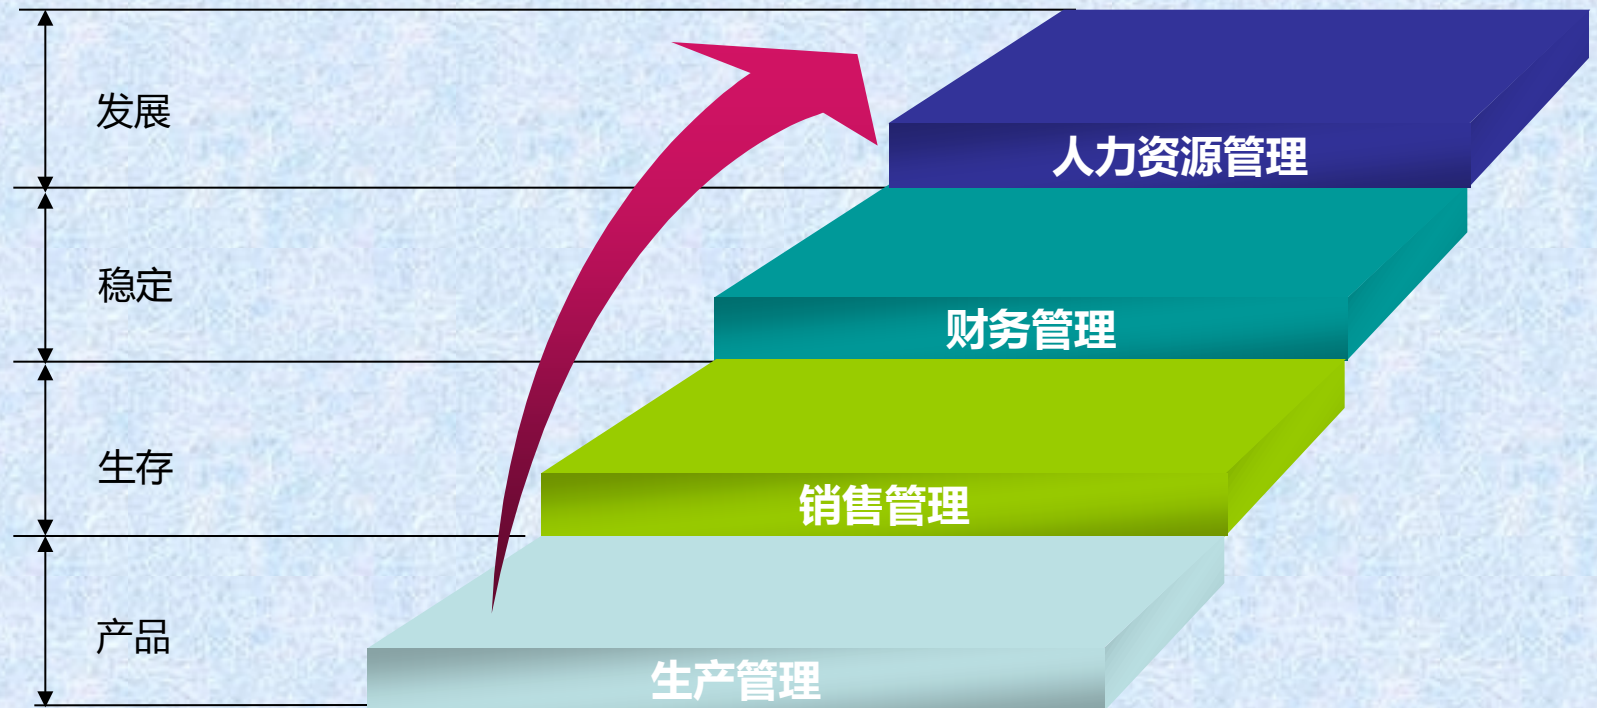 发展
人力资源管理
稳定
财务管理
生存
销售管理
产品
生产管理